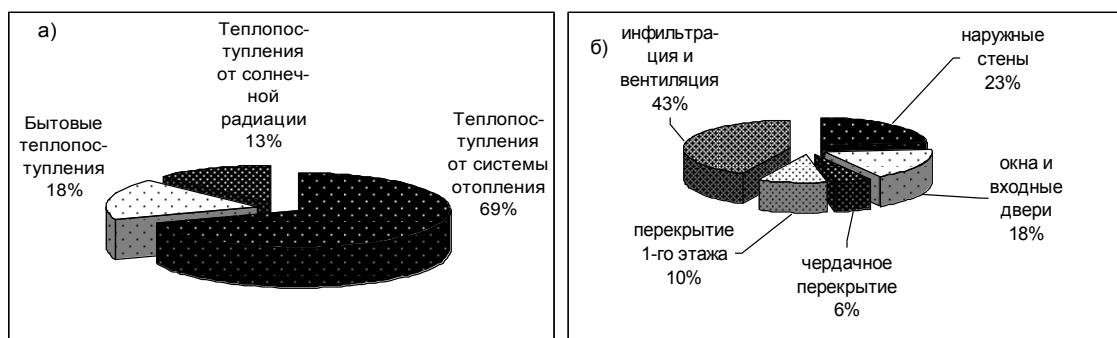 а)
Теплопос-
тупления
от солнеч-
ной
радиации
13%
Бытовые
теплопос-
тупления
18%
Теплопос-
тупления
от системы
отопления
69%
б)
инфильтра-
ция и
вентиляция
43%
наружные
стены
23%
окна и
входные
двери
18%
перекрытие
1-го этажа
10%
чердачное
перекрытие
6%